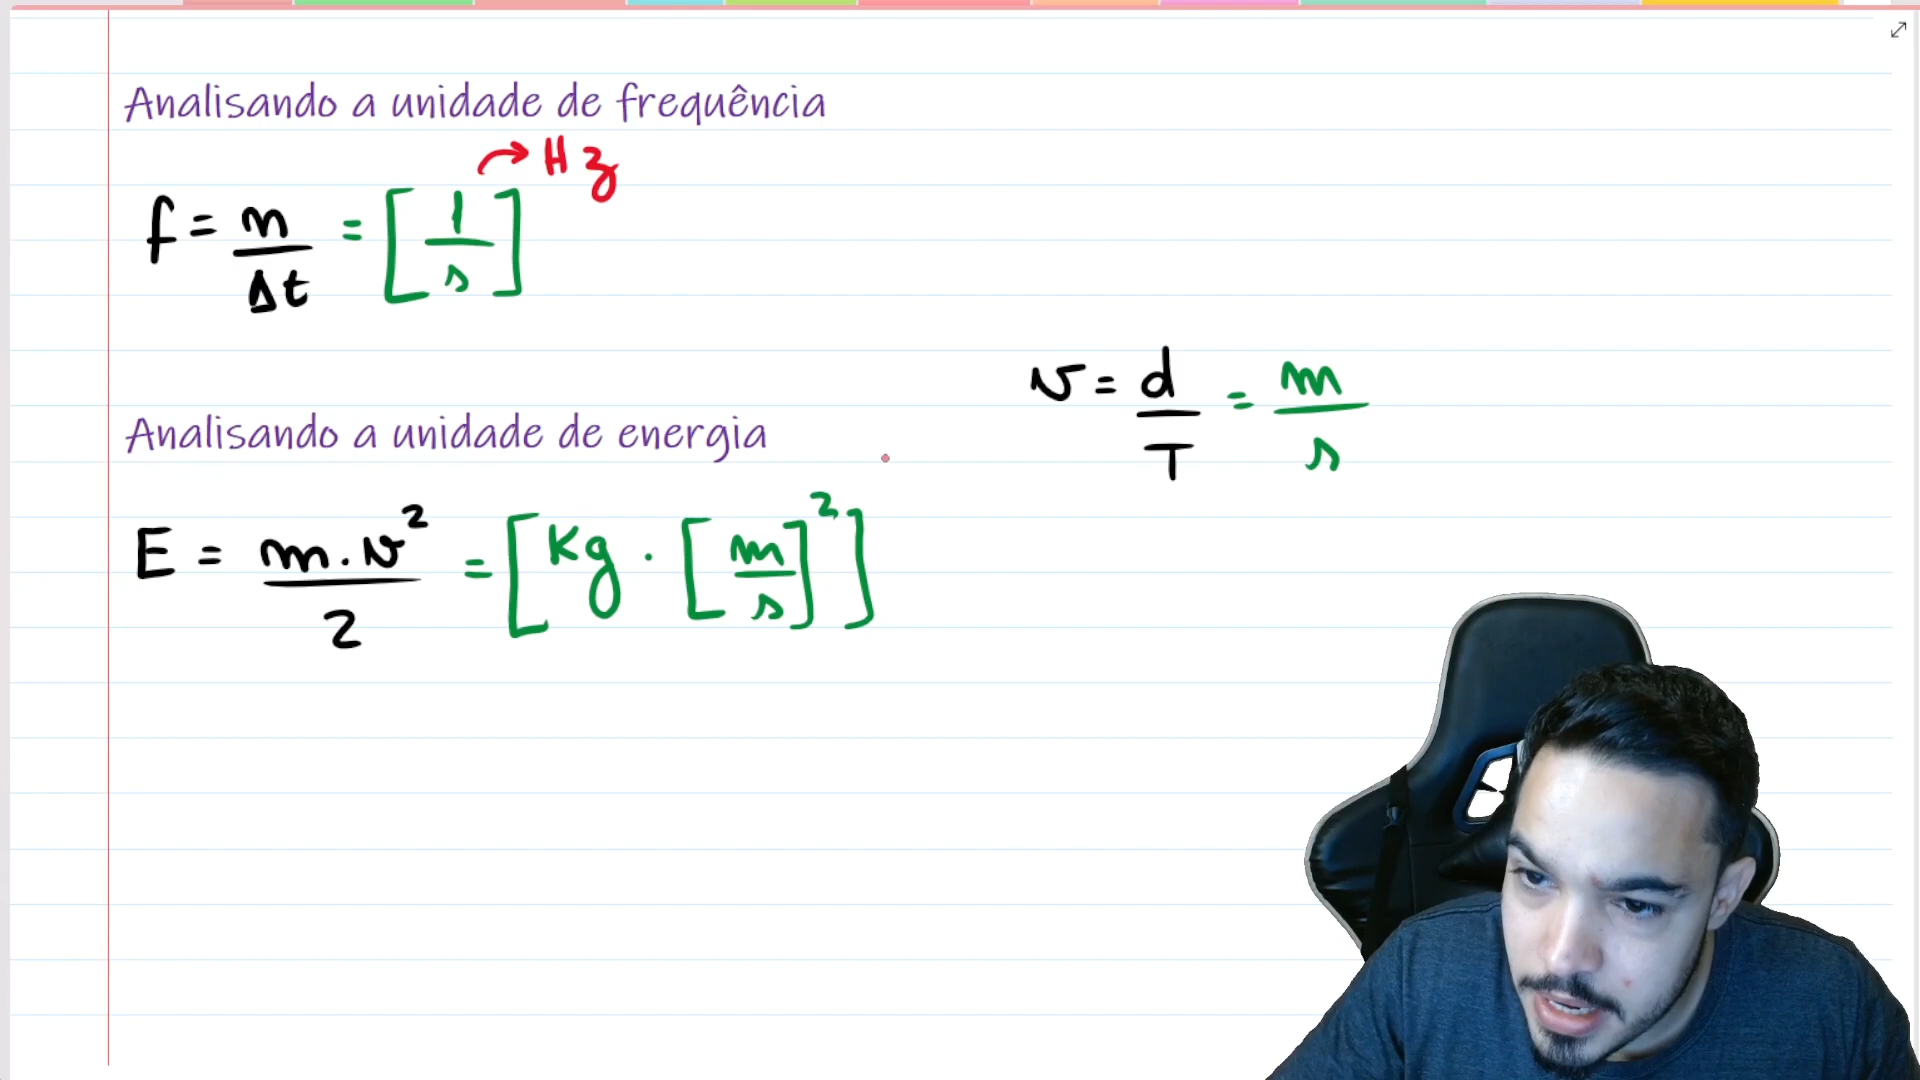 Analisando a unidade de frequência
f = n/Δt = [1/s] → Hz
v = d/T = m/s
Analisando a unidade de energia
E = m.v²/2 = [Kg · [m/s]²]